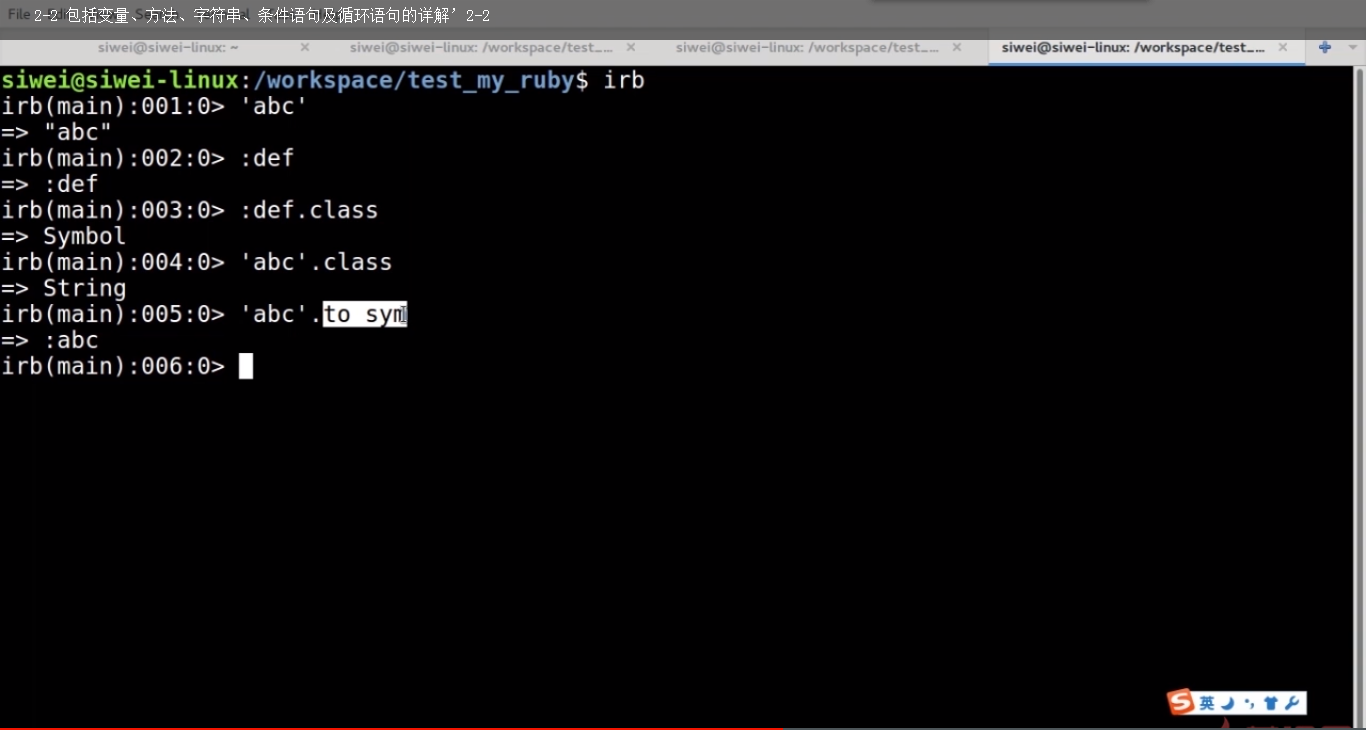 2-2 包括变量、方法、字符串、条件语句及循环语句的详解’2-2
File
siwei@siwei-linux: ~ × siwei@siwei-linux: /workspace/test_... × siwei@siwei-linux: /workspace/test_... × siwei@siwei-linux: /workspace/test_... ×
siwei@siwei-linux:/workspace/test_my_ruby$ irb
irb(main):001:0> 'abc'
=> "abc"
irb(main):002:0> :def
=> :def
irb(main):003:0> :def.class
=> Symbol
irb(main):004:0> 'abc'.class
=> String
irb(main):005:0> 'abc'.to sym
=> :abc
irb(main):006:0>
S 英